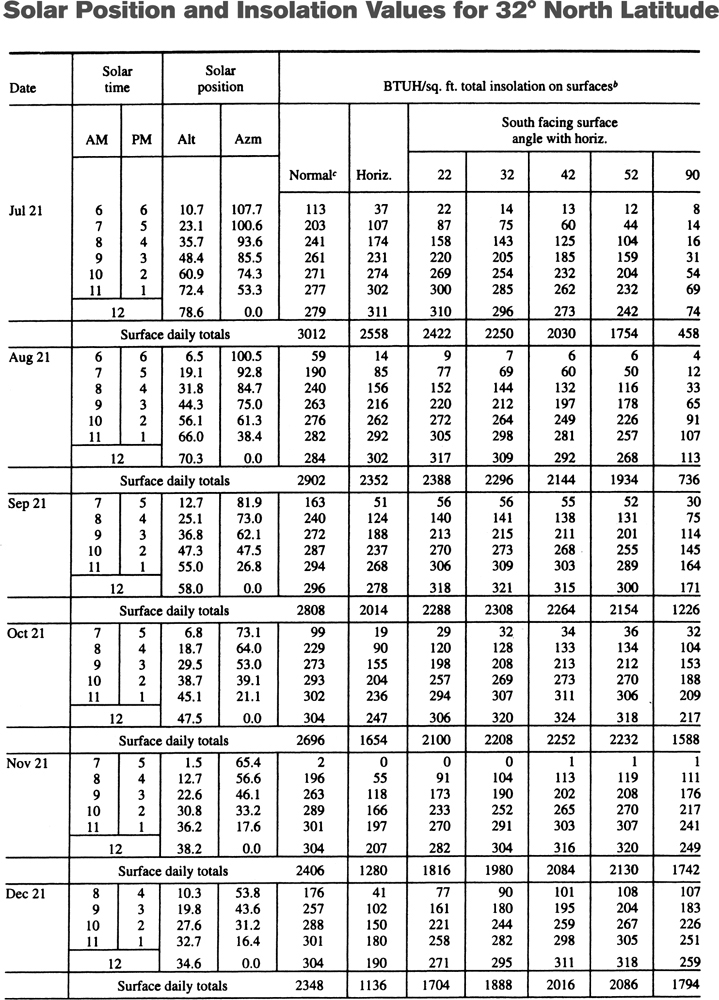 Solar Position and Insolation Values for 32° North Latitude
Date Solar time Solar position BTUH/sq. ft. total insolation on surfacesᵇ
AM PM Alt Azm South facing surface angle with horiz.
Normalᶜ Horiz. 22 32 42 52 90
Jul 21 6 6 10.7 107.7 113 37 22 14 13 12 8
7 5 23.1 100.6 203 107 87 75 60 44 14
8 4 35.7 93.6 241 174 158 143 125 104 16
9 3 48.4 85.5 261 231 220 205 185 159 31
10 2 60.9 74.3 271 274 269 254 232 204 54
11 1 72.4 53.3 277 302 300 285 262 232 69
12 78.6 0.0 279 311 310 296 273 242 74
Surface daily totals 3012 2558 2422 2250 2030 1754 458
Aug 21 6 6 6.5 100.5 59 14 9 7 6 6 4
7 5 19.1 92.8 190 85 77 69 60 50 12
8 4 31.8 84.7 240 156 152 144 132 116 33
9 3 44.3 75.0 263 216 220 212 197 178 65
10 2 56.1 61.3 276 262 272 264 249 226 91
11 1 66.0 38.4 282 292 305 298 281 257 107
12 70.3 0.0 284 302 317 309 292 268 113
Surface daily totals 2902 2352 2388 2296 2144 1934 736
Sep 21 7 5 12.7 81.9 163 51 56 56 55 52 30
8 4 25.1 73.0 240 124 140 141 138 131 75
9 3 36.8 62.1 272 188 213 215 211 201 114
10 2 47.3 47.5 287 237 270 273 268 255 145
11 1 55.0 26.8 294 268 306 309 303 289 164
12 58.0 0.0 296 278 318 321 315 300 171
Surface daily totals 2808 2014 2288 2308 2264 2154 1226
Oct 21 7 5 6.8 73.1 99 19 29 32 34 36 32
8 4 18.7 64.0 229 90 120 128 133 134 104
9 3 29.5 53.0 273 155 198 208 213 212 153
10 2 38.7 39.1 293 204 257 269 273 270 188
11 1 45.1 21.1 302 236 294 307 311 306 209
12 47.5 0.0 304 247 306 320 324 318 217
Surface daily totals 2696 1654 2100 2208 2252 2232 1588
Nov 21 7 5 1.5 65.4 2 0 0 0 1 1 1
8 4 12.7 56.6 196 55 91 104 113 119 111
9 3 22.6 46.1 263 118 173 190 202 208 176
10 2 30.8 33.2 289 166 233 252 265 270 217
11 1 36.2 17.6 301 197 270 291 303 307 241
12 38.2 0.0 304 207 282 304 316 320 249
Surface daily totals 2406 1280 1816 1980 2084 2130 1742
Dec 21 8 4 10.3 53.8 176 41 77 90 101 108 107
9 3 19.8 43.6 257 102 161 180 195 204 183
10 2 27.6 31.2 288 150 221 244 259 267 226
11 1 32.7 16.4 301 180 258 282 298 305 251
12 34.6 0.0 304 190 271 295 311 318 259
Surface daily totals 2348 1136 1704 1888 2016 2086 1794